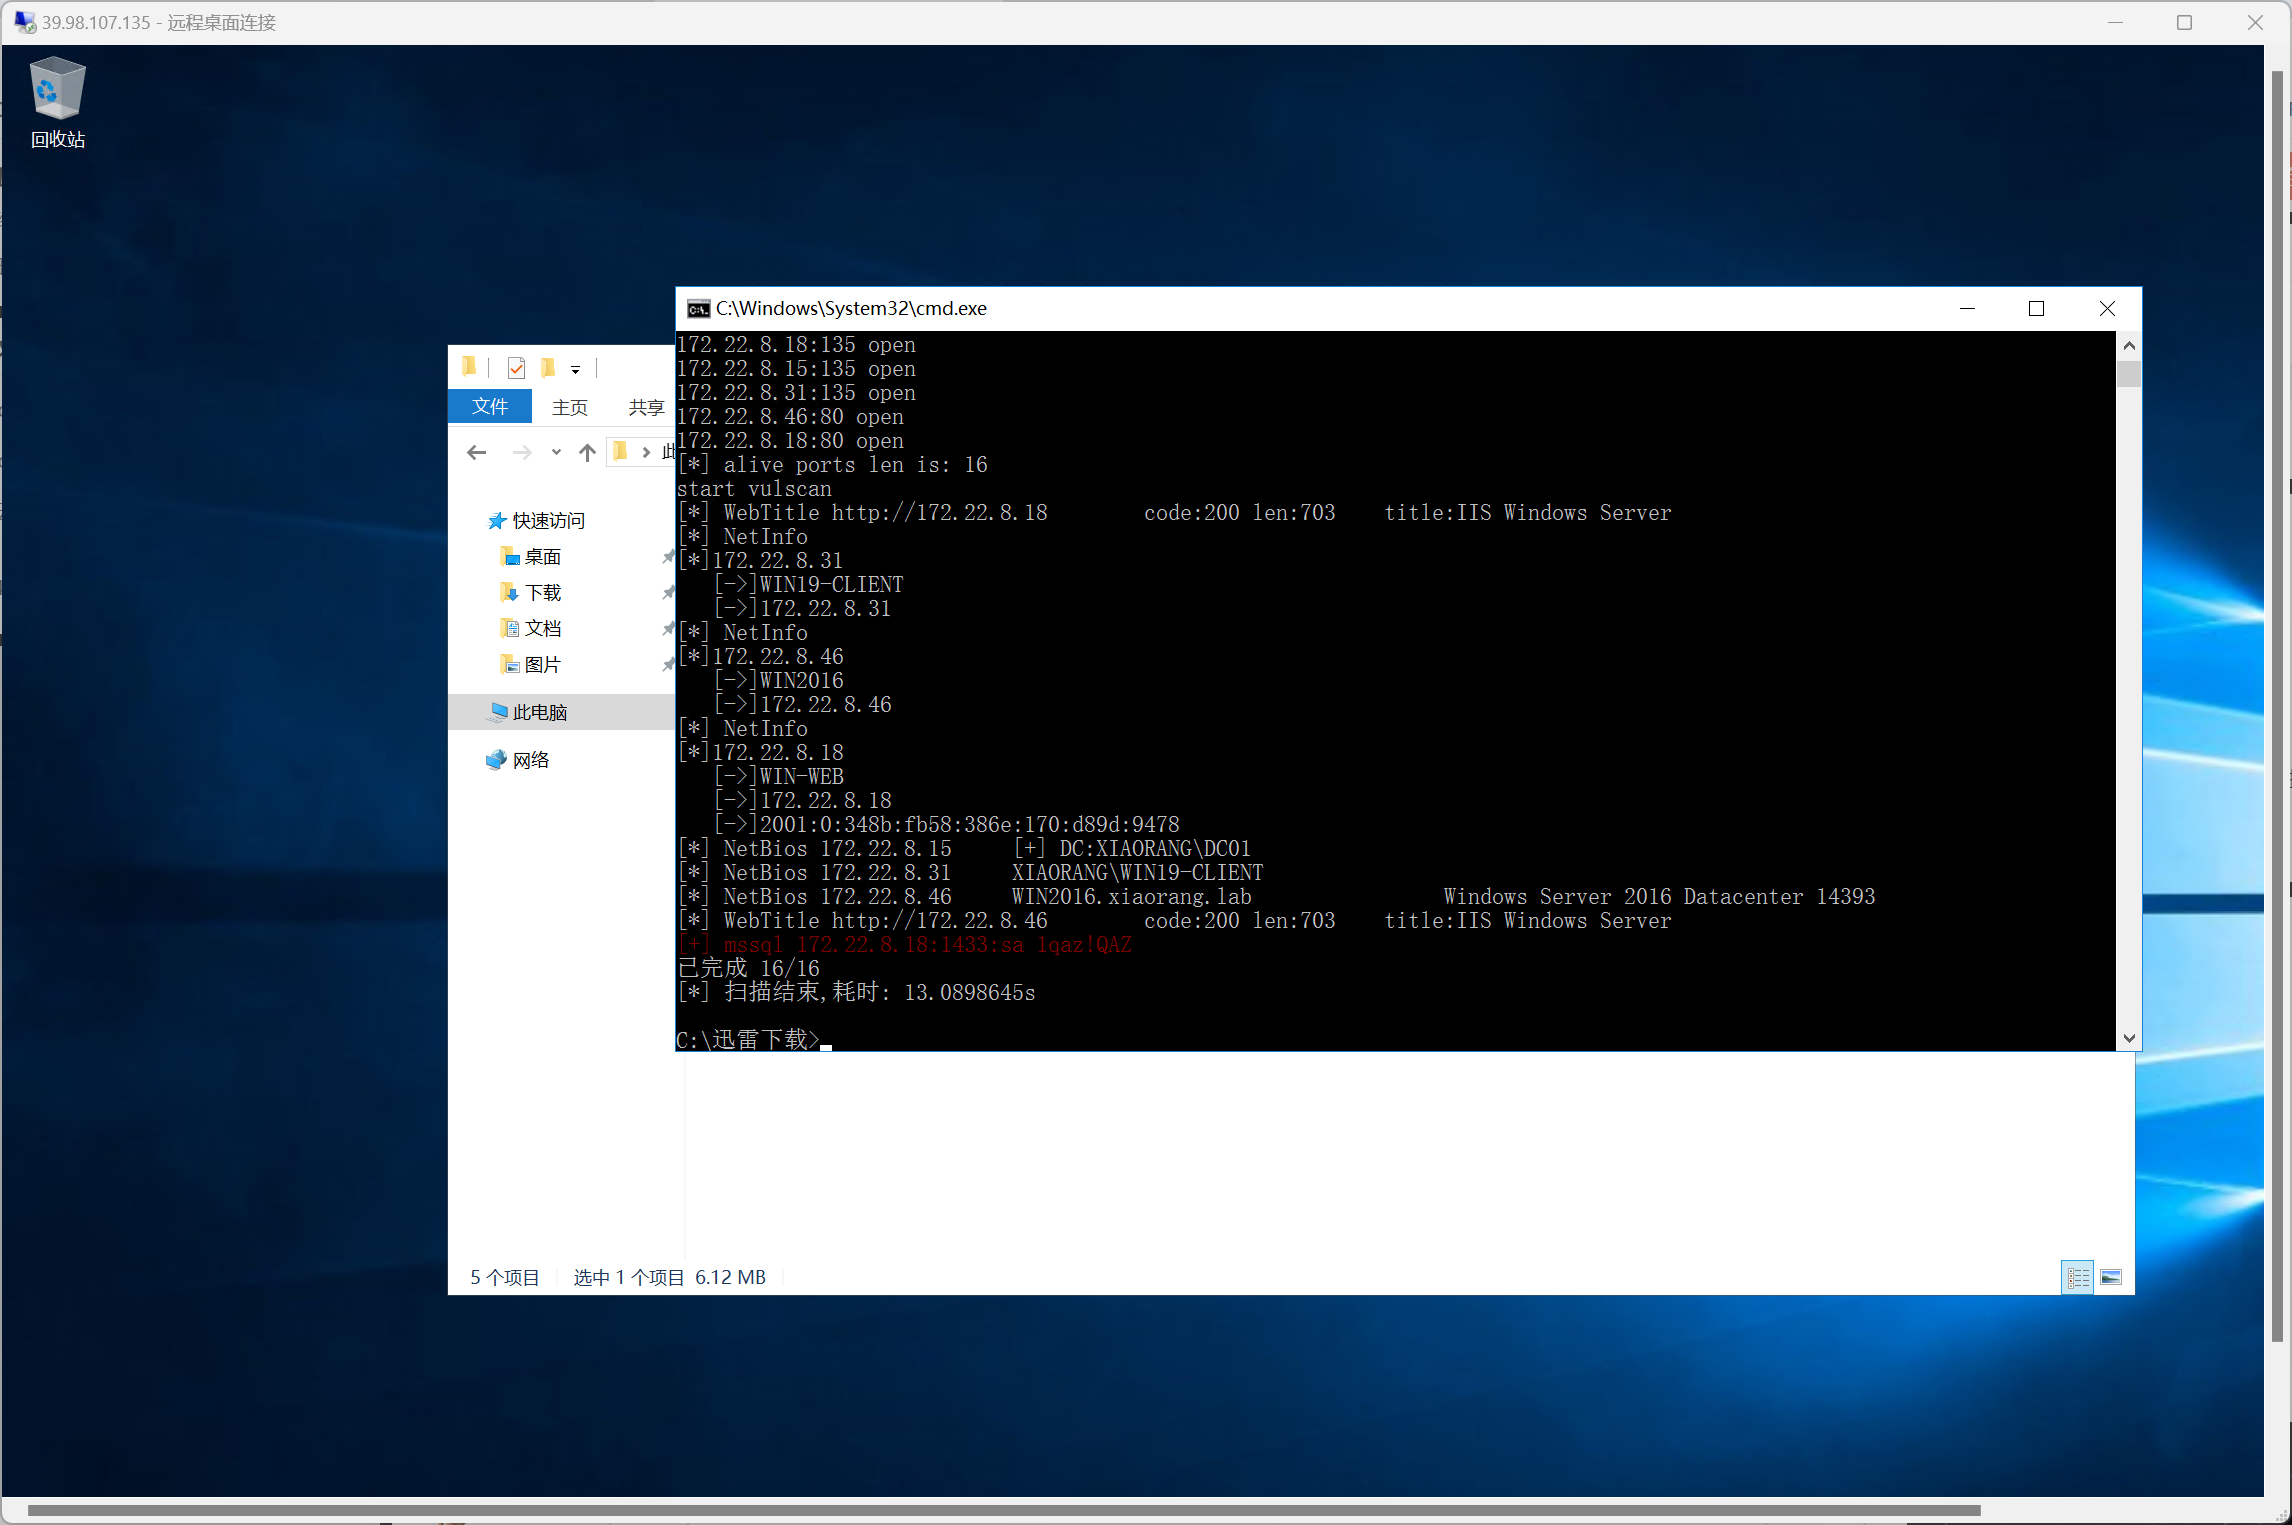 39.98.107.135 - 远程桌面连接
回收站
C:\Windows\System32\cmd.exe
文件 主页 共享
此
快速访问
桌面
下载
文档
图片
此电脑
网络
172.22.8.18:135 open
172.22.8.15:135 open
172.22.8.31:135 open
172.22.8.46:80 open
172.22.8.18:80 open
[*] alive ports len is: 16
start vulscan
[*] WebTitle http://172.22.8.18 code:200 len:703 title:IIS Windows Server
[*] NetInfo
[*]172.22.8.31
[->]WIN19-CLIENT
[->]172.22.8.31
[*] NetInfo
[*]172.22.8.46
[->]WIN2016
[->]172.22.8.46
[*] NetInfo
[*]172.22.8.18
[->]WIN-WEB
[->]172.22.8.18
[->]2001:0:348b:fb58:386e:170:d89d:9478
[*] NetBios 172.22.8.15 [+] DC:XIAORANG\DC01
[*] NetBios 172.22.8.31 XIAORANG\WIN19-CLIENT
[*] NetBios 172.22.8.46 WIN2016.xiaorang.lab Windows Server 2016 Datacenter 14393
[*] WebTitle http://172.22.8.46 code:200 len:703 title:IIS Windows Server
[+] mssql 172.22.8.18:1433:sa 1qaz!QAZ
已完成 16/16
[*] 扫描结束,耗时: 13.0898645s
C:\迅雷下载>
5 个项目 选中 1 个项目 6.12 MB